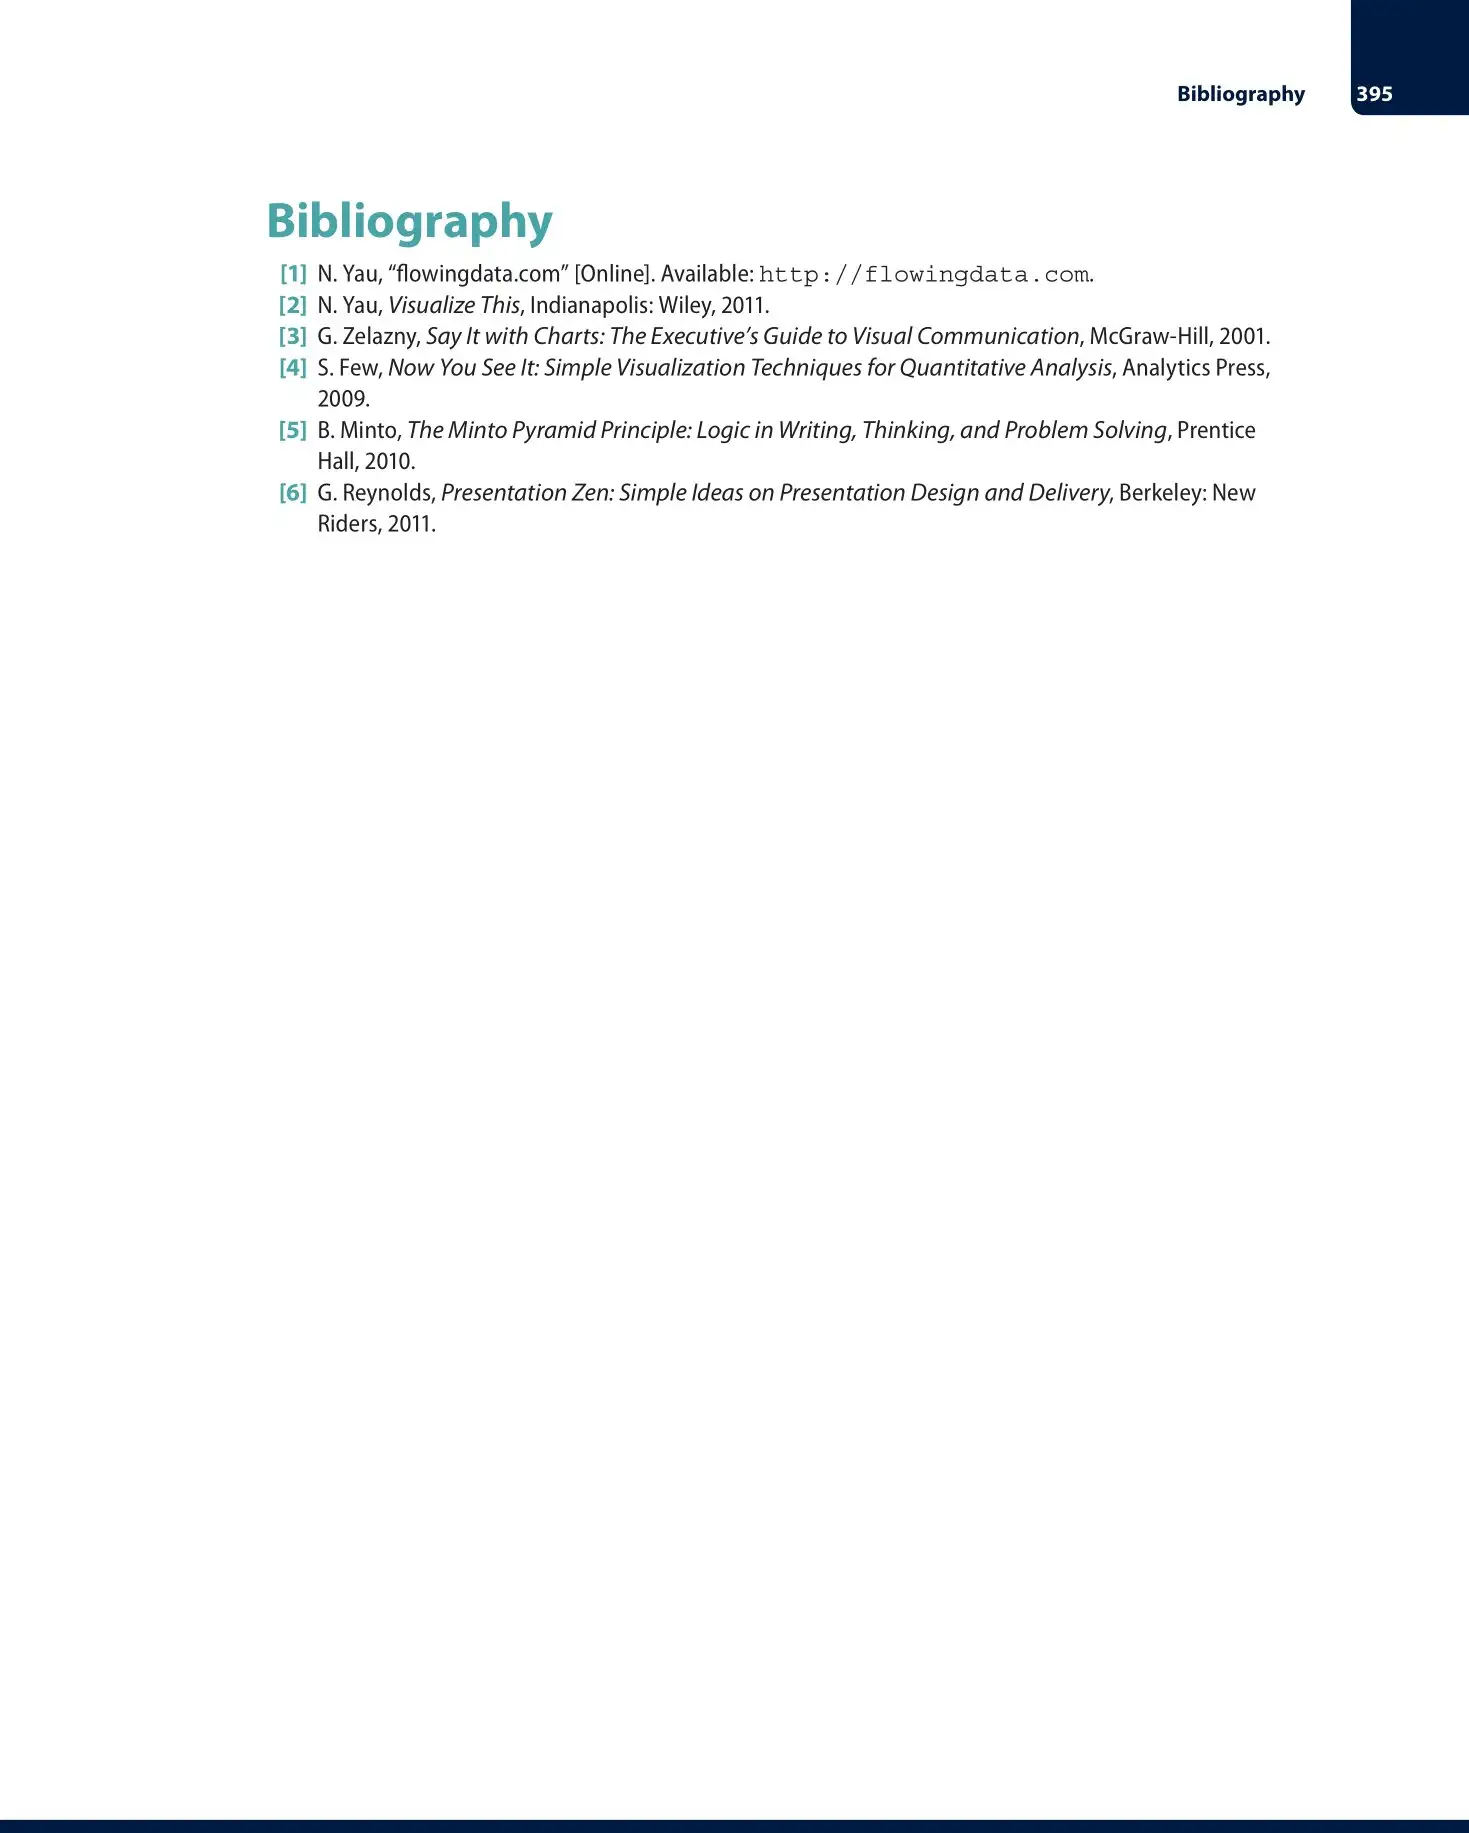 Bibliography 395
Bibliography
[1] N. Yau, “flowingdata.com” [Online]. Available: http://flowingdata.com.
[2] N. Yau, Visualize This, Indianapolis: Wiley, 2011.
[3] G. Zelazny, Say It with Charts: The Executive’s Guide to Visual Communication, McGraw-Hill, 2001.
[4] S. Few, Now You See It: Simple Visualization Techniques for Quantitative Analysis, Analytics Press,
2009.
[5] B. Minto, The Minto Pyramid Principle: Logic in Writing, Thinking, and Problem Solving, Prentice
Hall, 2010.
[6] G. Reynolds, Presentation Zen: Simple Ideas on Presentation Design and Delivery, Berkeley: New
Riders, 2011.